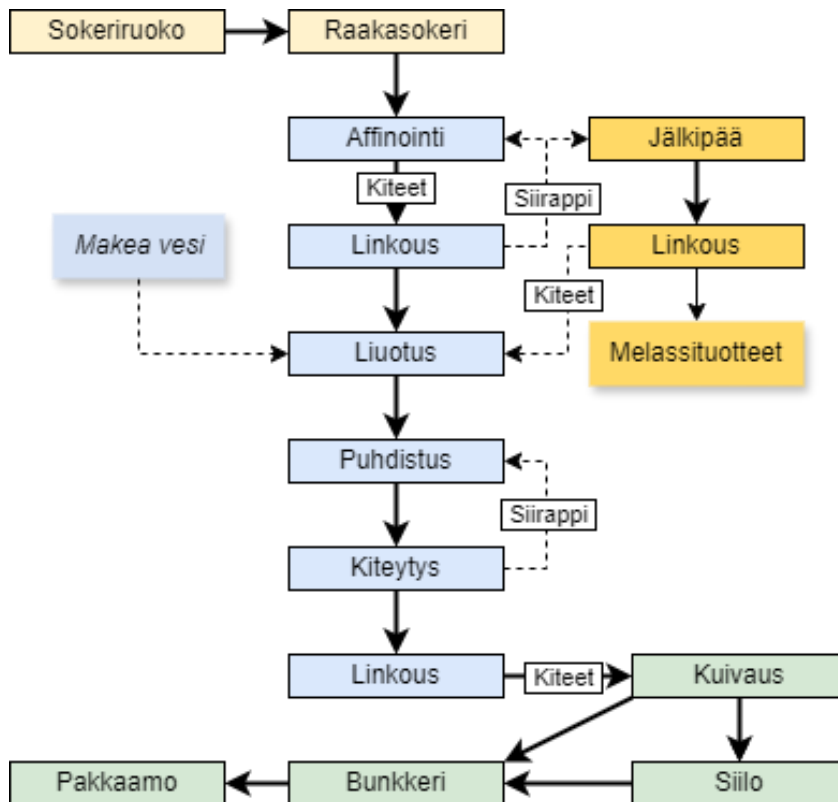 Sokeriruoko
Raakasokeri
Affinointi
Jälkipää
Kiteet
Siirappi
Makea vesi
Linkous
Linkous
Kiteet
Liuotus
Melassituotteet
Puhdistus
Siirappi
Kiteytys
Linkous
Kiteet
Kuivaus
Pakkaamo
Bunkkeri
Siilo